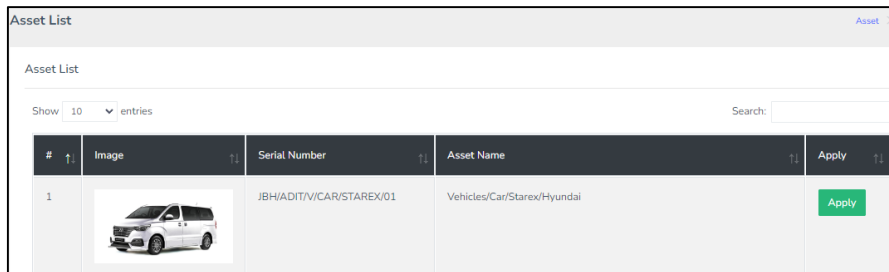 Asset List Asset
Asset List
Show 10 entries Search:
# Image Serial Number Asset Name Apply
1 JBH/ADIT/V/CAR/STAREX/01 Vehicles/Car/Starex/Hyundai Apply